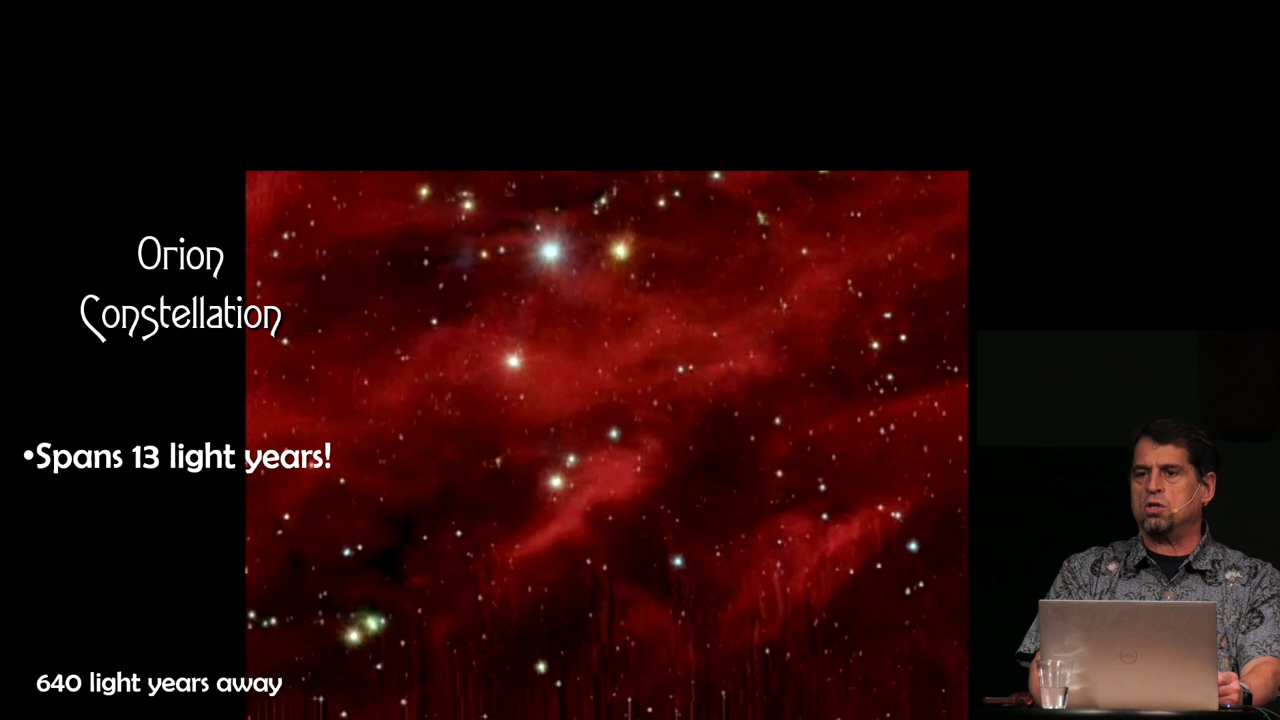 Orion
Constellation
•Spans 13 light years!
640 light years away